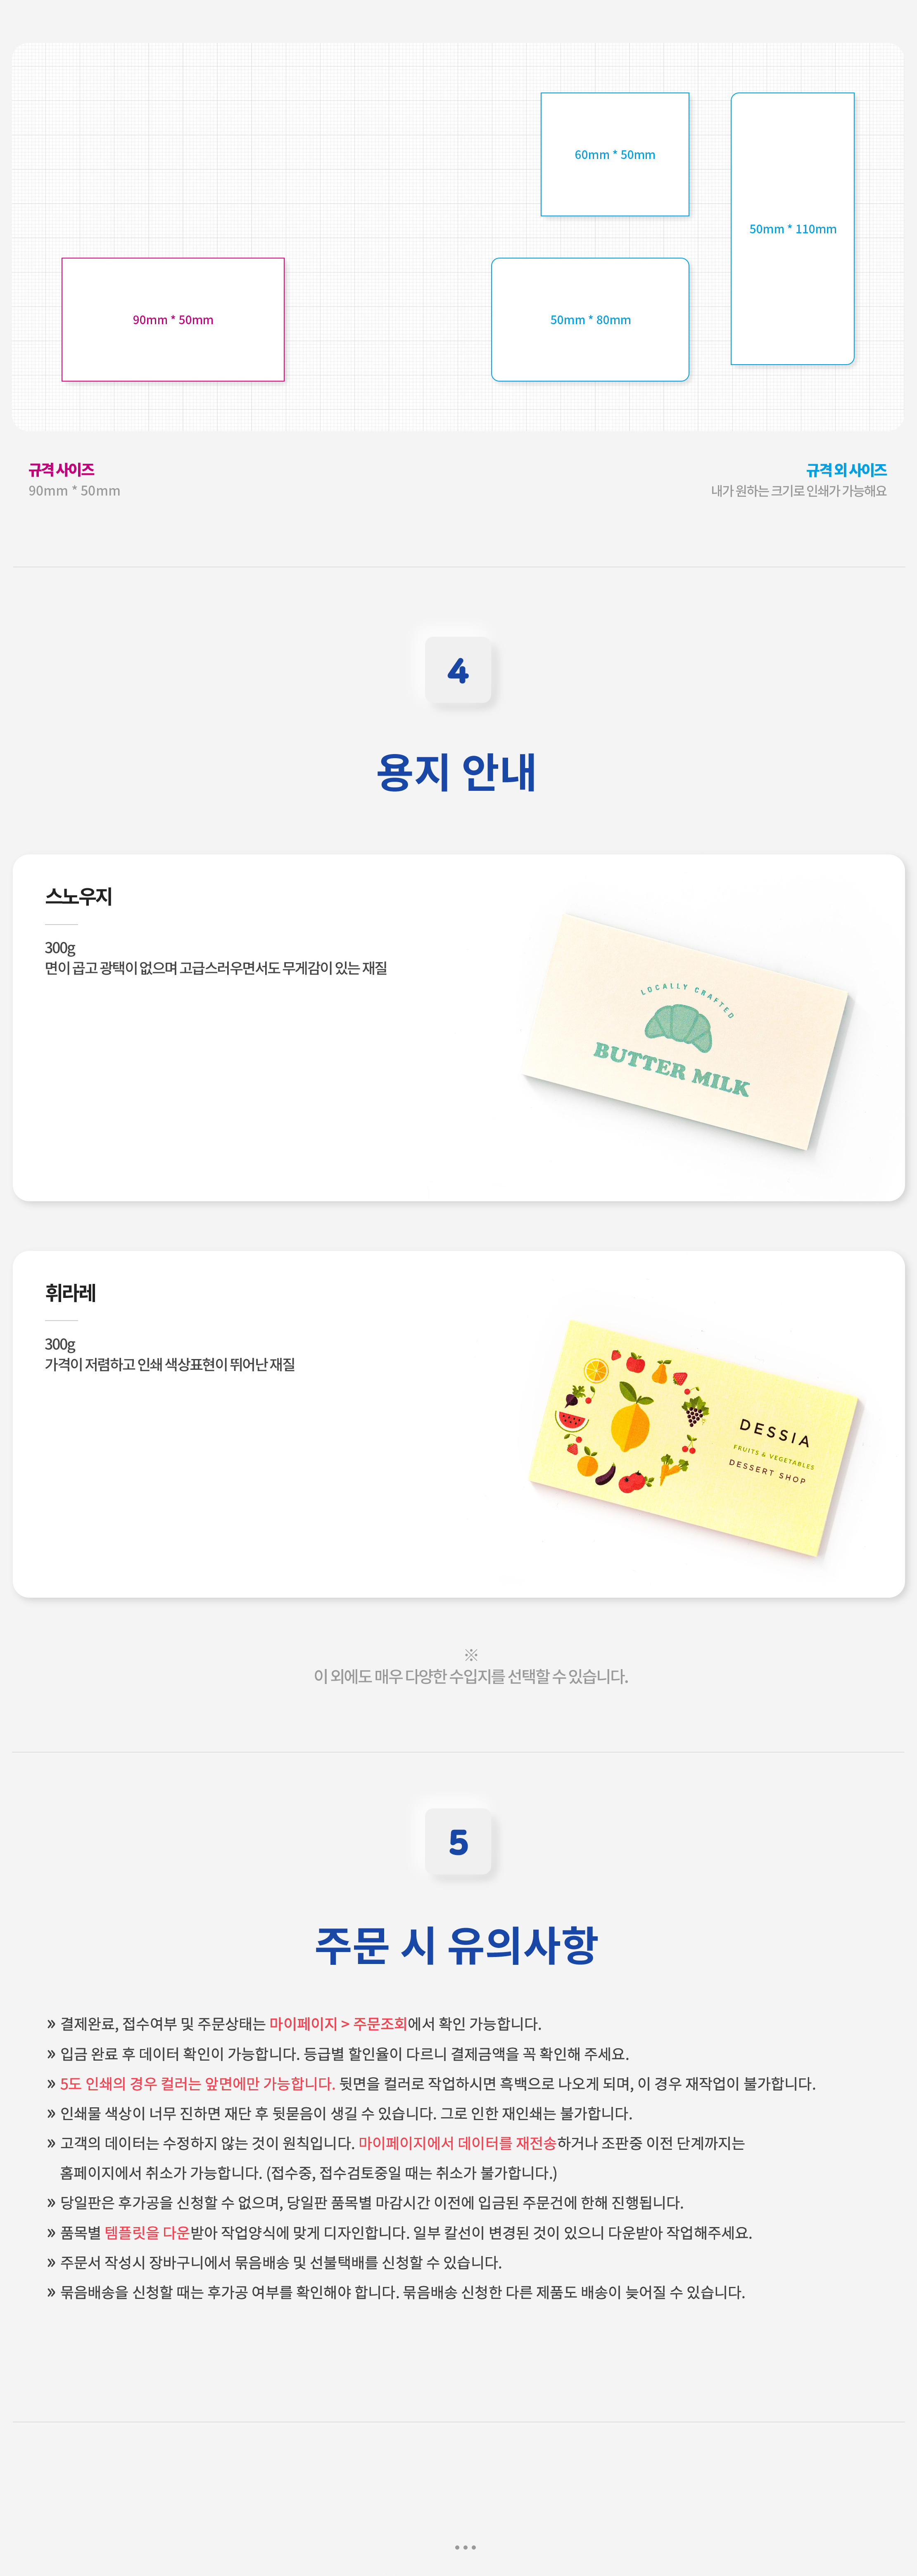 60mm * 50mm
50mm * 110mm
90mm * 50mm
50mm * 80mm
규격 사이즈
90mm * 50mm
규격 외 사이즈
내가 원하는 크기로 인쇄가 가능해요
4
용지 안내
스노우지
300g
면이 곱고 광택이 없으며 고급스러우면서도 무게감이 있는 재질
LOCALLY CRAFTED
BUTTER MILK
휘라레
300g
가격이 저렴하고 인쇄 색상표현이 뛰어난 재질
DESSIA
FRUITS & VEGETABLES
DESSERT SHOP
※
이 외에도 매우 다양한 수입지를 선택할 수 있습니다.
5
주문 시 유의사항
» 결제완료, 접수여부 및 주문상태는 마이페이지 > 주문조회에서 확인 가능합니다.
» 입금 완료 후 데이터 확인이 가능합니다. 등급별 할인율이 다르니 결제금액을 꼭 확인해 주세요.
» 5도 인쇄의 경우 컬러는 앞면에만 가능합니다. 뒷면을 컬러로 작업하시면 흑백으로 나오게 되며, 이 경우 재작업이 불가합니다.
» 인쇄물 색상이 너무 진하면 재단 후 뒷묻음이 생길 수 있습니다. 그로 인한 재인쇄는 불가합니다.
» 고객의 데이터는 수정하지 않는 것이 원칙입니다. 마이페이지에서 데이터를 재전송하거나 조판중 이전 단계까지는
홈페이지에서 취소가 가능합니다. (접수중, 접수검토중일 때는 취소가 불가합니다.)
» 당일판은 후가공을 신청할 수 없으며, 당일판 품목별 마감시간 이전에 입금된 주문건에 한해 진행됩니다.
» 품목별 템플릿을 다운받아 작업양식에 맞게 디자인합니다. 일부 칼선이 변경된 것이 있으니 다운받아 작업해주세요.
» 주문서 작성시 장바구니에서 묶음배송 및 선불택배를 신청할 수 있습니다.
» 묶음배송을 신청할 때는 후가공 여부를 확인해야 합니다. 묶음배송 신청한 다른 제품도 배송이 늦어질 수 있습니다.